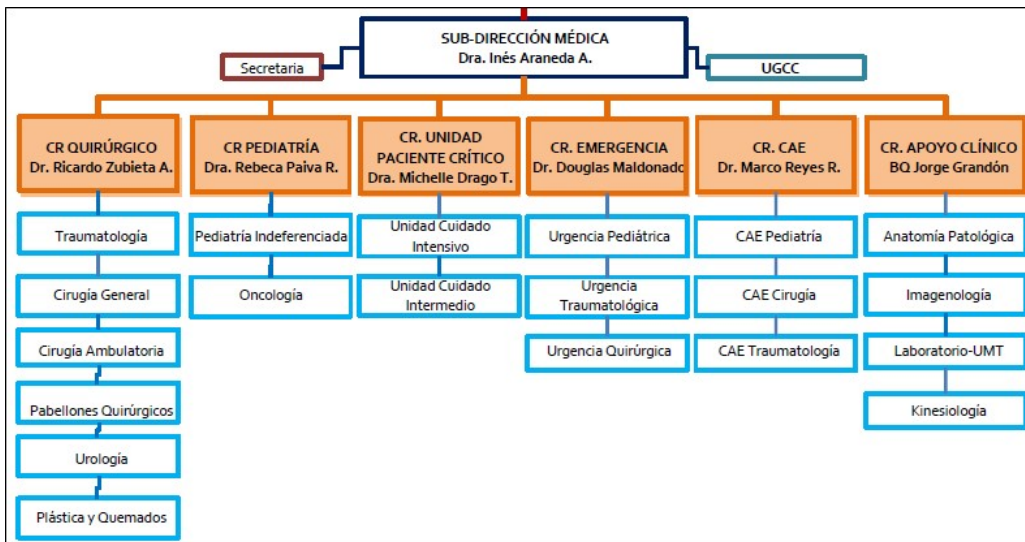 SUB-DIRECCIÓN MÉDICA
Dra. Inés Araneda A.
Secretaria
UGCC
CR QUIRÚRGICO
Dr. Ricardo Zubieta A.
CR PEDIATRÍA
Dra. Rebeca Paiva R.
CR. UNIDAD
PACIENTE CRÍTICO
Dra. Michelle Drago T.
CR. EMERGENCIA
Dr. Douglas Maldonado
CR. CAE
Dr. Marco Reyes R.
CR. APOYO CLÍNICO
BQ Jorge Grandón
Traumatología
Cirugía General
Cirugía Ambulatoria
Pabellones Quirúrgicos
Urología
Plástica y Quemados
Pediatría Indeferenciada
Oncología
Unidad Cuidado
Intensivo
Unidad Cuidado
Intermedio
Urgencia Pediátrica
Urgencia
Traumatológica
Urgencia Quirúrgica
CAE Pediatría
CAE Cirugía
CAE Traumatología
Anatomía Patológica
Imagenología
Laboratorio-UMT
Kinesiología